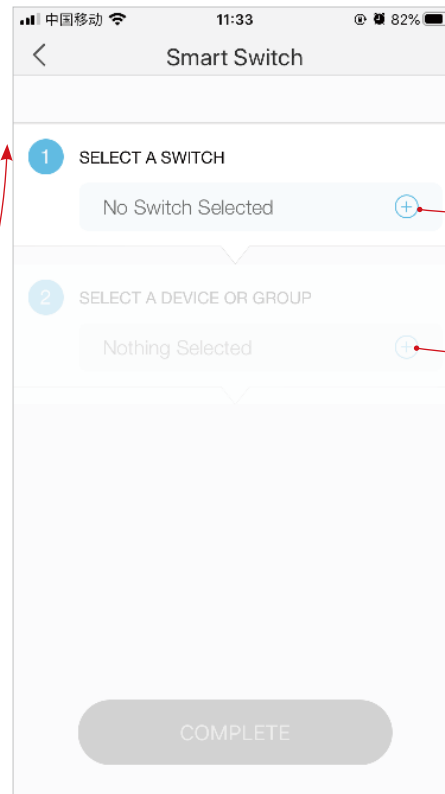 中国移动 11:33 82%
Smart Switch
1 SELECT A SWITCH
No Switch Selected
2 SELECT A DEVICE OR GROUP
Nothing Selected
COMPLETE